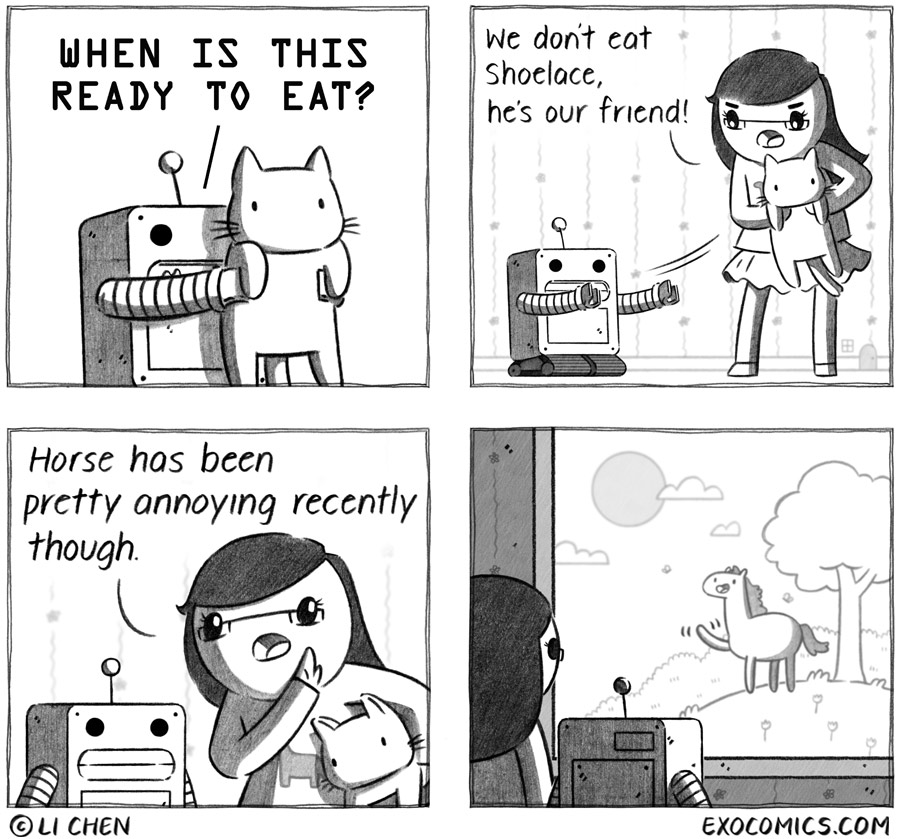 WHEN IS THIS
READY TO EAT?
We don't eat
Shoelace,
he's our friend!
Horse has been
pretty annoying recently
though.
© LI CHEN
EXOCOMICS.COM